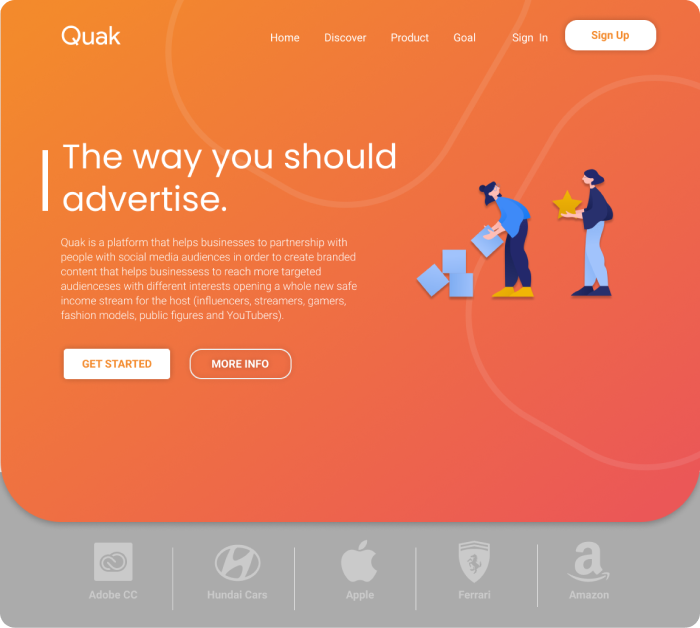 Quak
Home Discover Product Goal Sign In Sign Up
The way you should
advertise.
Quak is a platform that helps businesses to partnership with
people with social media audiences in order to create branded
content that helps businessess to reach more targeted
audienceses with different interests opening a whole new safe
income stream for the host (influencers, streamers, gamers,
fashion models, public figures and YouTubers).
GET STARTED MORE INFO
Adobe CC Hundai Cars Apple Ferrari Amazon